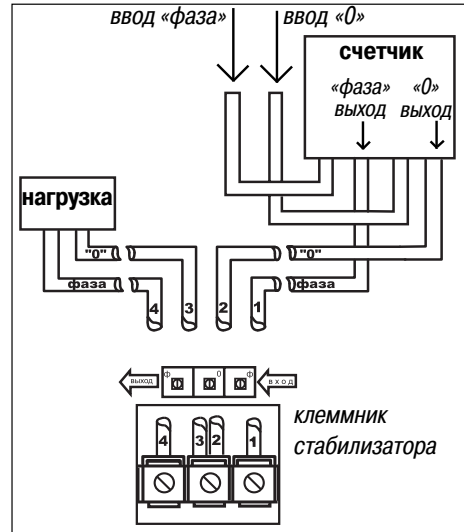 ввод «фаза» ввод «0»
счетчик
«фаза» «0»
выход выход
нагрузка
"0" "0"
фаза фаза
4 3 2 1
Ф 0 Ф
выход вход
4 3 2 1
клеммник
стабилизатора